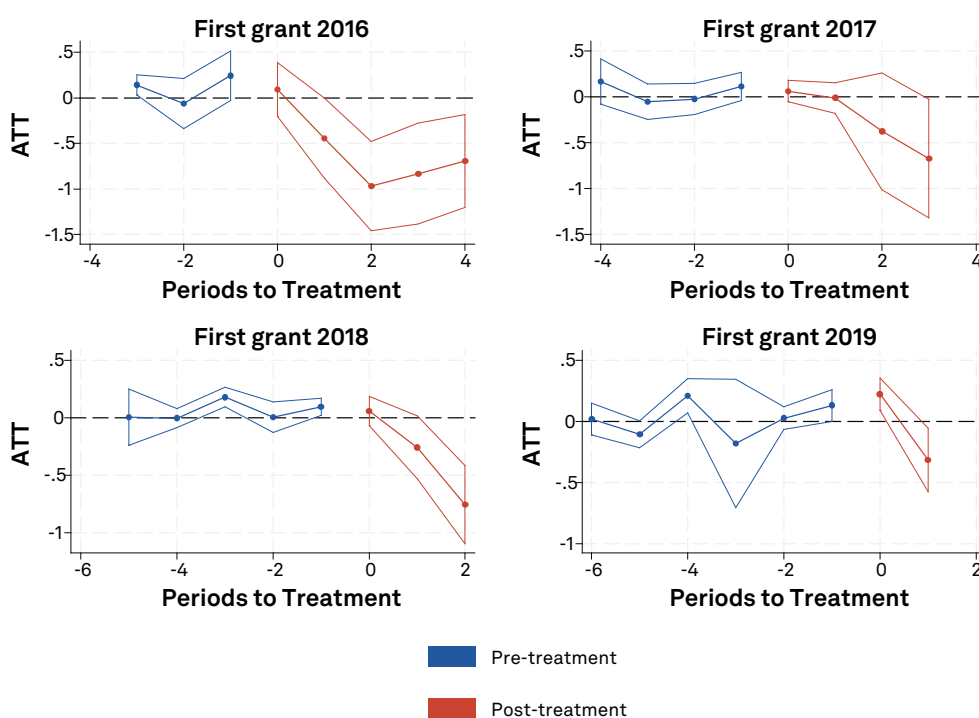 First grant 2016
.5
0
-.5
-1
-1.5
ATT
-4 -2 0 2 4
Periods to Treatment
First grant 2017
.5
0
-.5
-1
-1.5
ATT
-4 -2 0 2 4
Periods to Treatment
First grant 2018
.5
0
-.5
-1
ATT
-6 -4 -2 0 2
Periods to Treatment
First grant 2019
.5
0
-.5
-1
ATT
-6 -4 -2 0 2
Periods to Treatment
Pre-treatment
Post-treatment